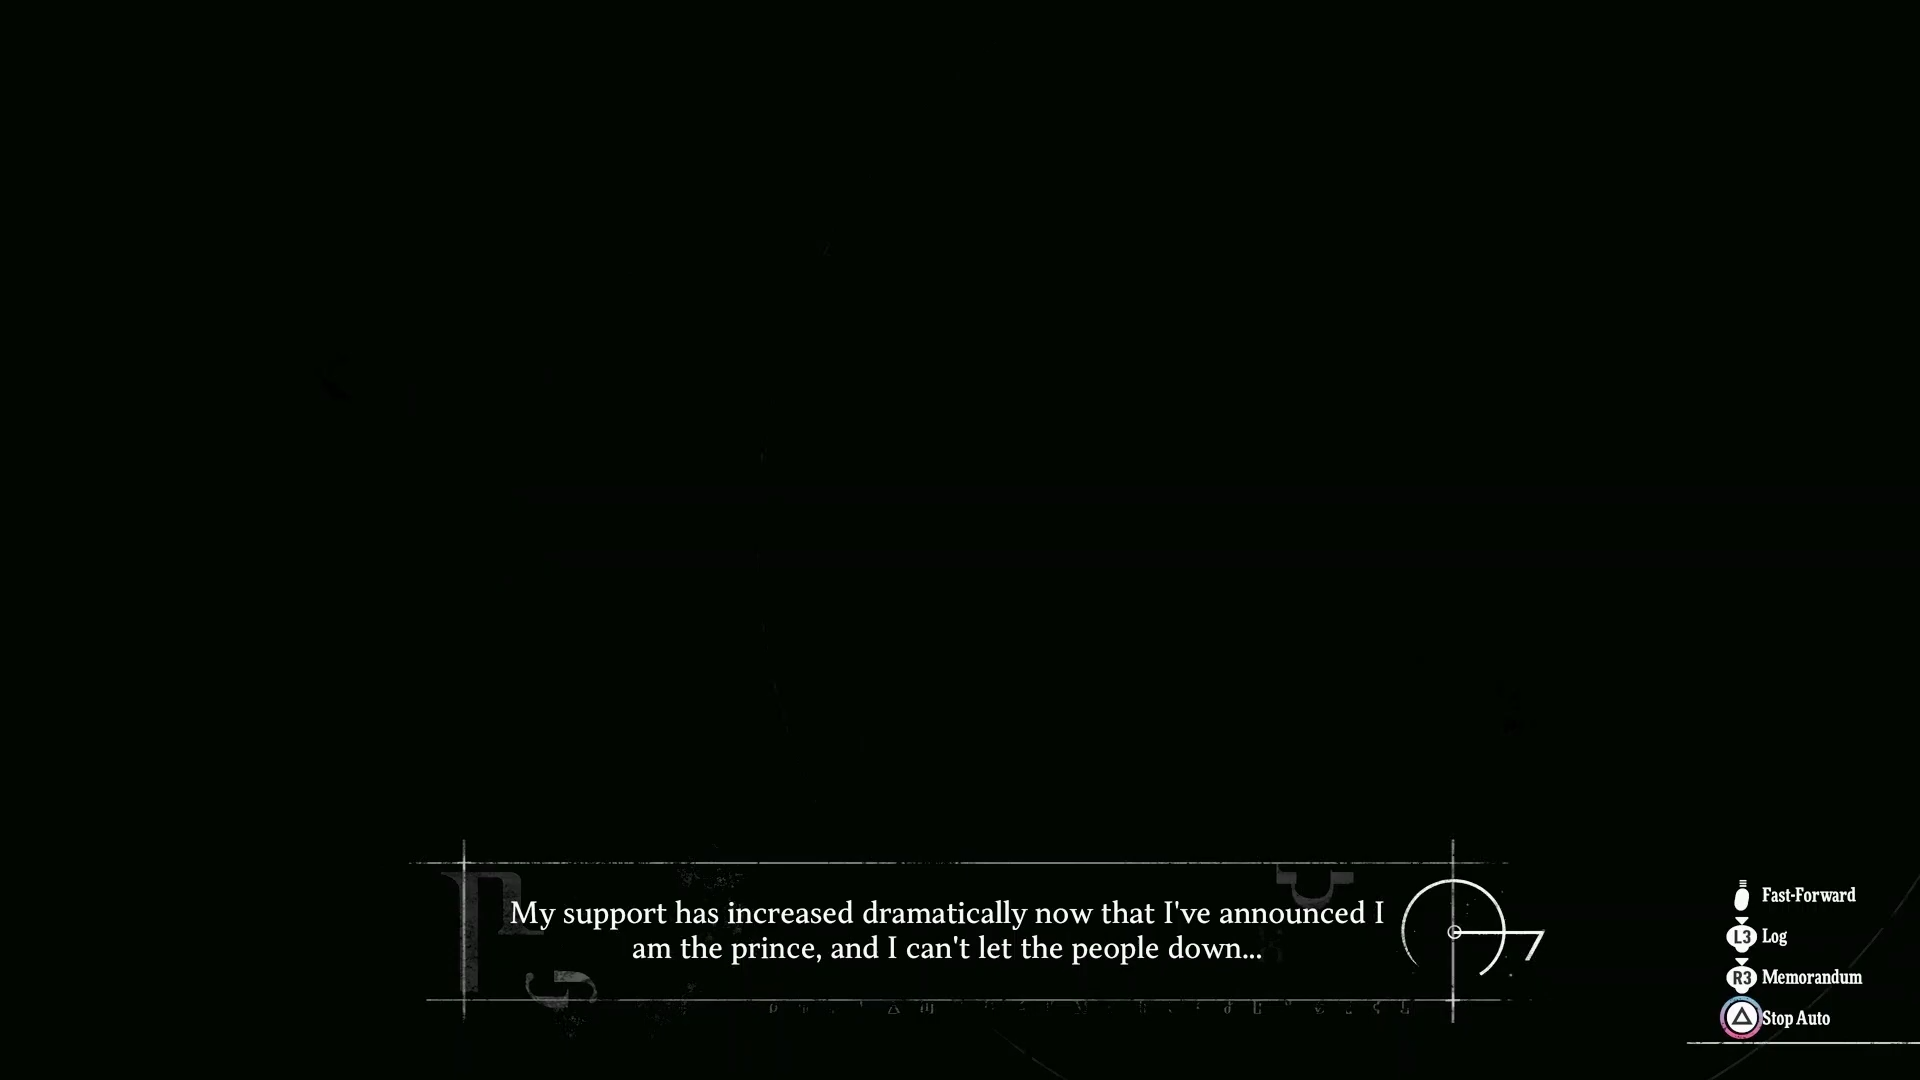 My support has increased dramatically now that I've announced I
am the prince, and I can't let the people down...
Fast-Forward
L3 Log
R3 Memorandum
Stop Auto